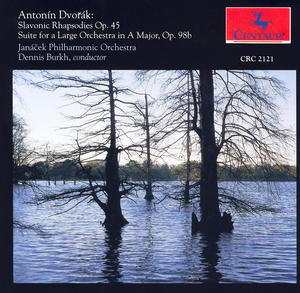 Antonín Dvořák:
Slavonic Rhapsodies Op. 45
Suite for a Large Orchestra in A Major, Op. 98b
Janáček Philharmonic Orchestra
Dennis Burkh, conductor
CENTAUR
CRC 2121